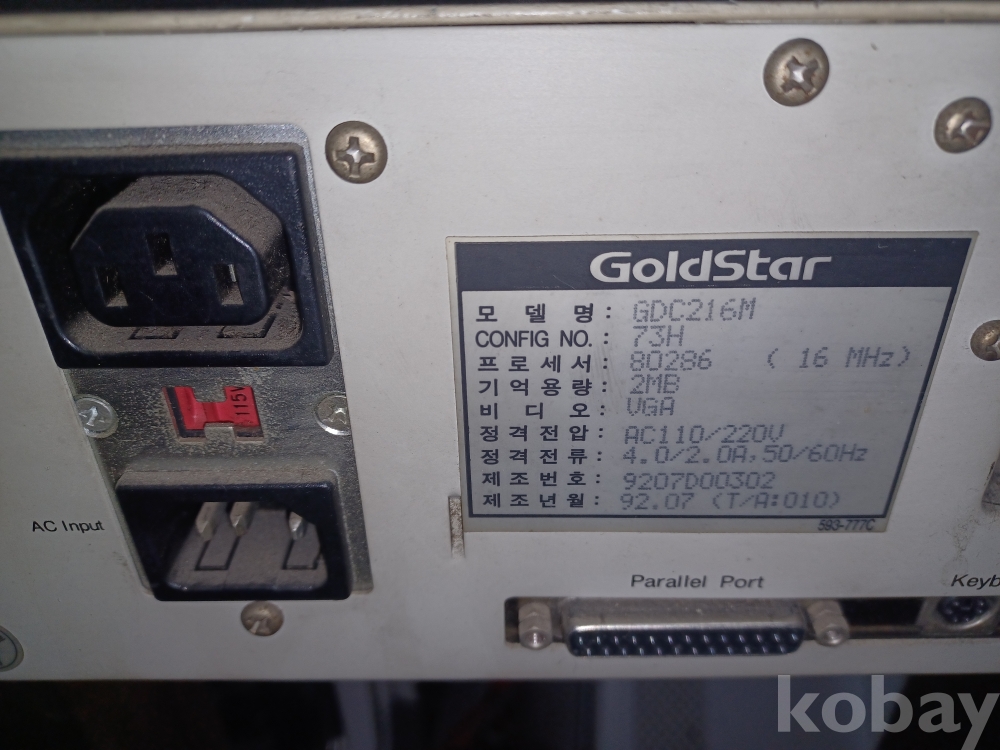 GoldStar
모 델 명 : GDC216M
CONFIG NO. : 73H
프로세서 : 80286 ( 16 MHz)
기억용량 : 2MB
비 디 오 : VGA
정격전압 : AC110/220V
정격전류 : 4.0/2.0A,50/60Hz
제조번호 : 9207D00302
제조년월 : 92.07 (T/A:010)
593-777C
115V
AC Input
Parallel Port
Keyb
kobay